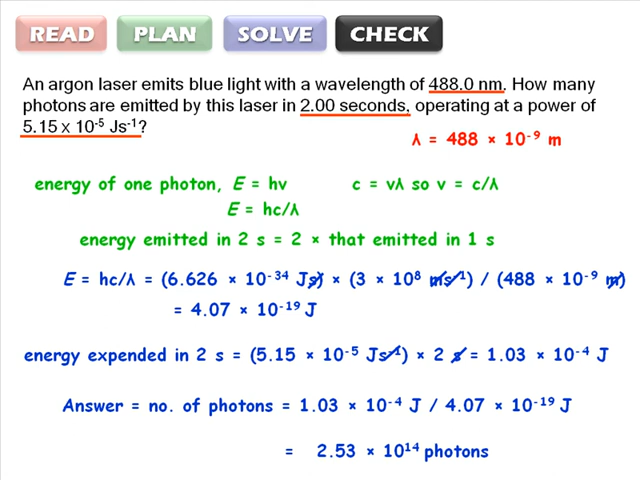 READ PLAN SOLVE CHECK
An argon laser emits blue light with a wavelength of 488.0 nm. How many
photons are emitted by this laser in 2.00 seconds, operating at a power of
5.15 x 10⁻⁵ Js⁻¹?
λ = 488 × 10⁻⁹ m
energy of one photon, E = hν c = νλ so ν = c/λ
E = hc/λ
energy emitted in 2 s = 2 × that emitted in 1 s
E = hc/λ = (6.626 × 10⁻³⁴ Js) × (3 × 10⁸ ms⁻¹) / (488 × 10⁻⁹ m)
= 4.07 × 10⁻¹⁹ J
energy expended in 2 s = (5.15 × 10⁻⁵ Js⁻¹) × 2 s = 1.03 × 10⁻⁴ J
Answer = no. of photons = 1.03 × 10⁻⁴ J / 4.07 × 10⁻¹⁹ J
= 2.53 × 10¹⁴ photons